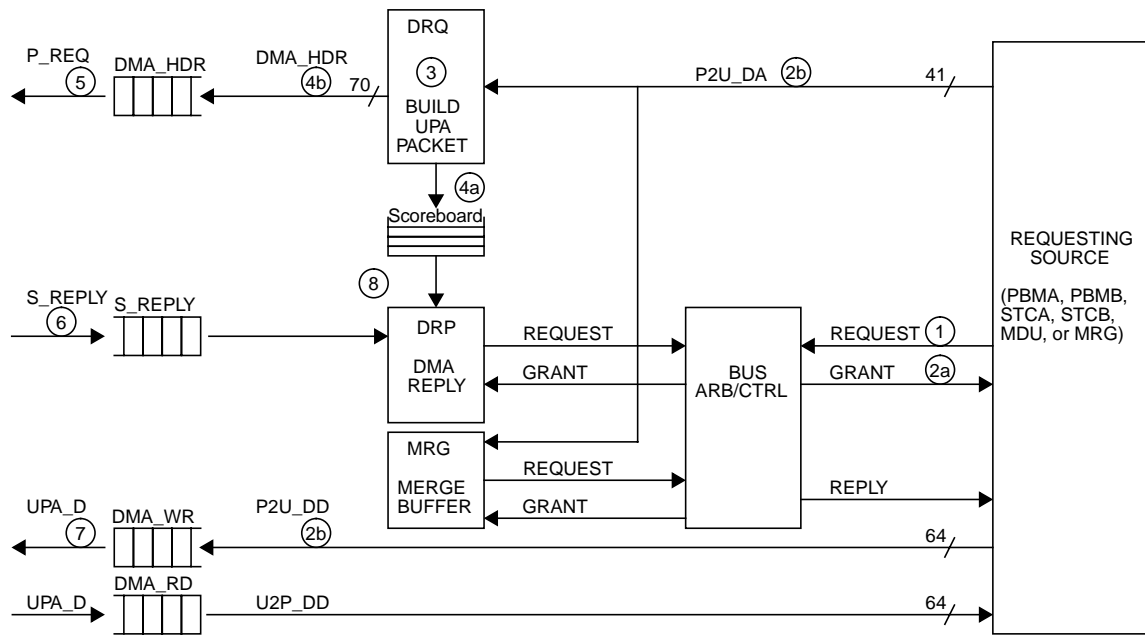 DRQ
3
BUILD
UPA
PACKET
P_REQ
5
DMA_HDR
DMA_HDR
4b
70
P2U_DA
2b
41
4a
Scoreboard
8
REQUESTING
SOURCE
(PBMA, PBMB,
STCA, STCB,
MDU, or MRG)
S_REPLY
6
S_REPLY
DRP
DMA
REPLY
REQUEST
GRANT
BUS
ARB/CTRL
REQUEST
1
GRANT
2a
MRG
MERGE
BUFFER
REQUEST
GRANT
REPLY
UPA_D
7
DMA_WR
P2U_DD
2b
64
UPA_D
DMA_RD
U2P_DD
64